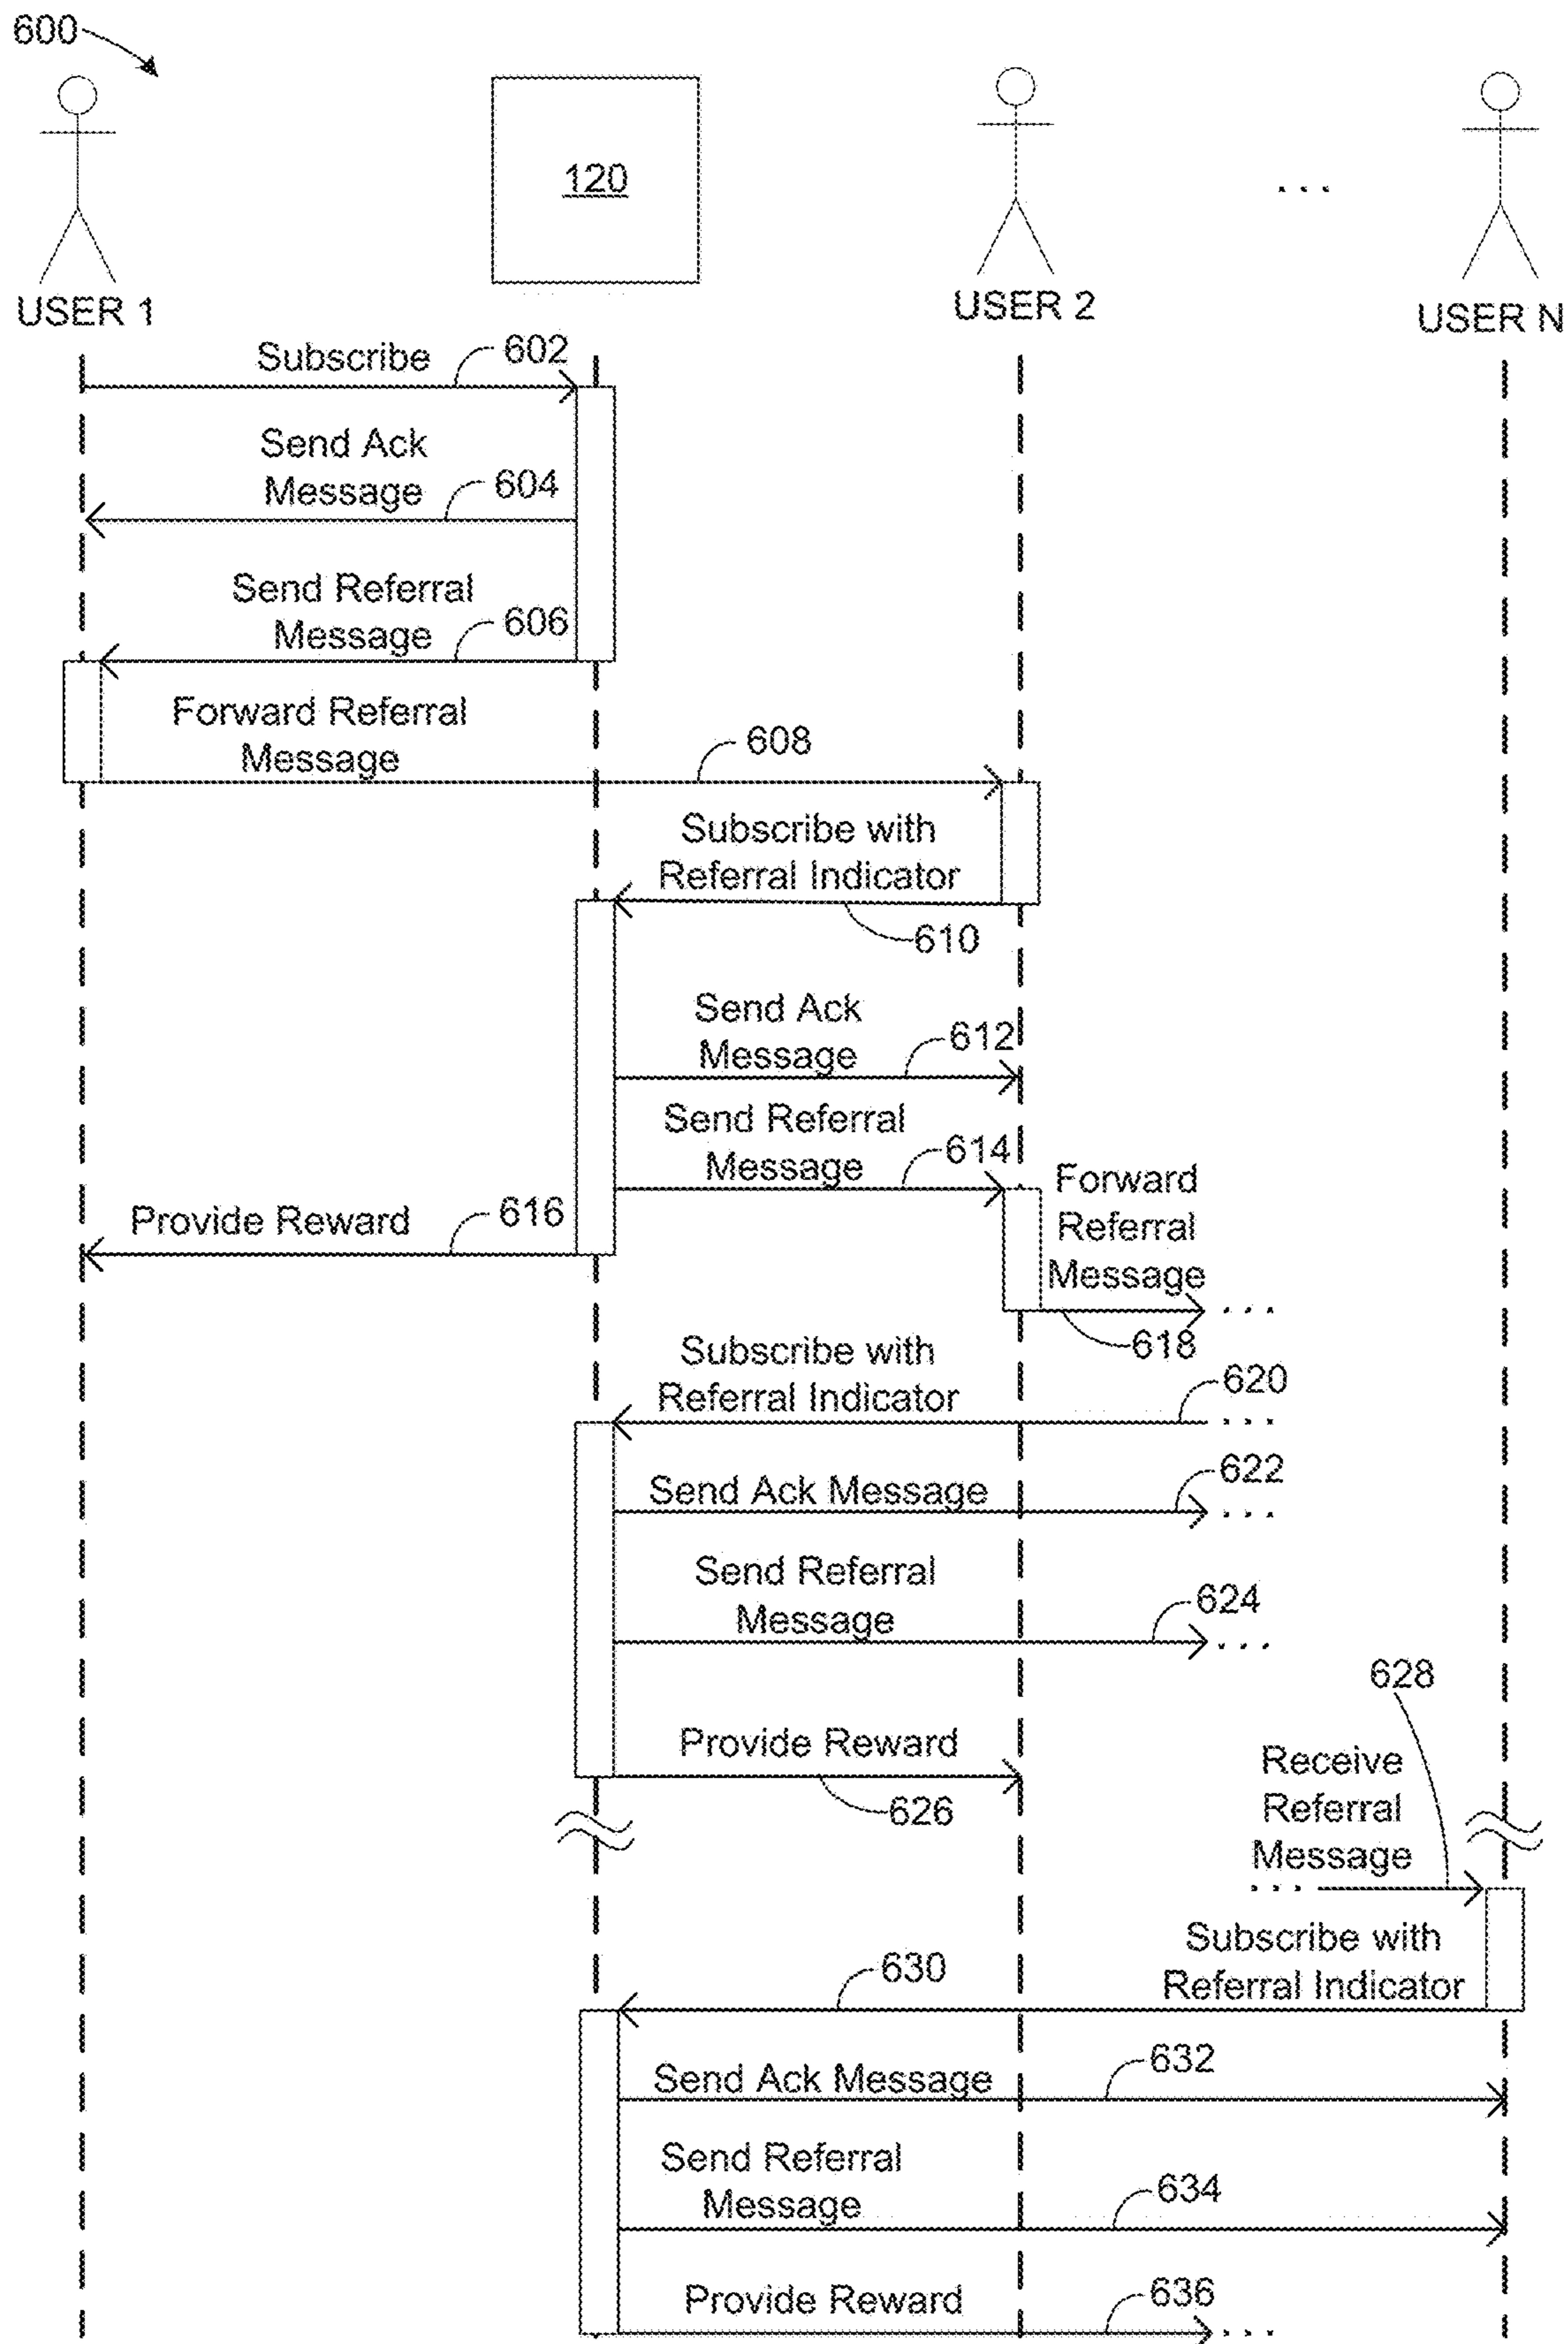 600
120
. . .
USER 1
USER 2
USER N
Subscribe
602
Send Ack
Message
604
Send Referral
Message
606
Forward Referral
Message
608
Subscribe with
Referral Indicator
610
Send Ack
Message
612
Send Referral
Message
614
Forward
Referral
Message
Provide Reward
616
. . .
618
Subscribe with
Referral Indicator
620
. . .
Send Ack Message
622
. . .
Send Referral
Message
624
. . .
628
Provide Reward
626
Receive
Referral
Message
. . .
Subscribe with
Referral Indicator
630
Send Ack Message
632
Send Referral
Message
634
Provide Reward
636
. . .